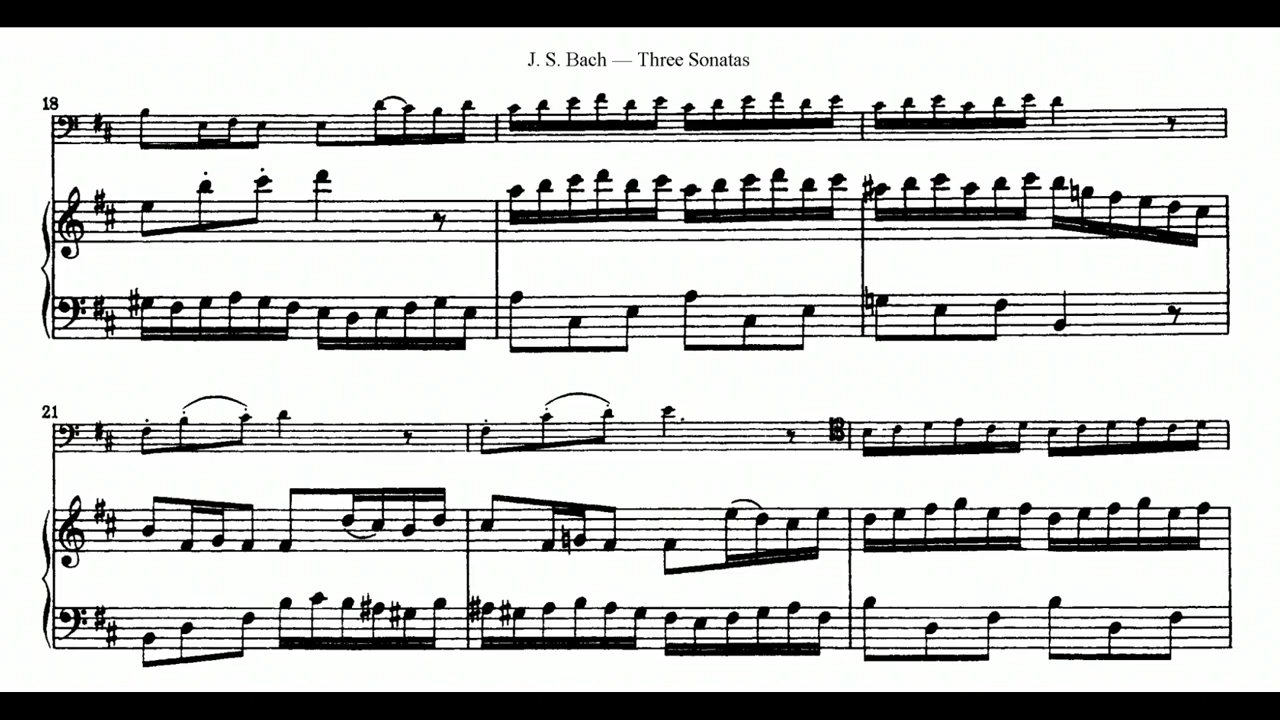 J. S. Bach — Three Sonatas
18
21